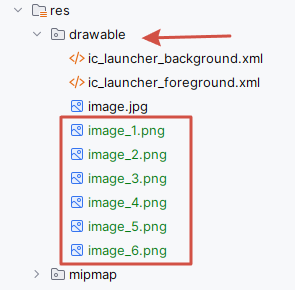 res
drawable
ic_launcher_background.xml
ic_launcher_foreground.xml
image.jpg
image_1.png
image_2.png
image_3.png
image_4.png
image_5.png
image_6.png
mipmap